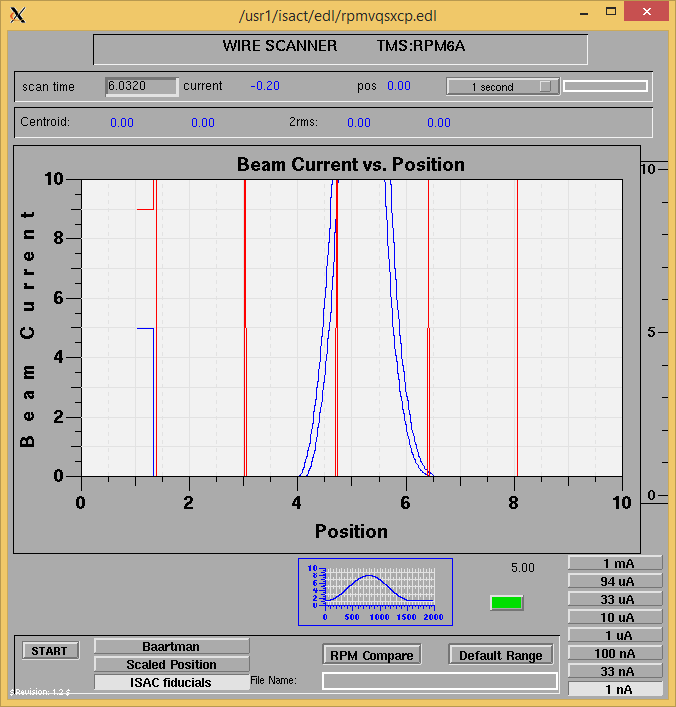 /usr1/isact/edl/rpmvqsxcp.edl
WIRE SCANNER TMS:RPM6A
scan time 6.0320 current -0.20 pos 0.00 1 second
Centroid: 0.00 0.00 2rms: 0.00 0.00
Beam Current vs. Position
10
8
6
4
2
0
Beam Current
0 2 4 6 8 10
Position
10
5
0
10
8
6
4
2
0
0 500 1000 1500 2000
5.00
1 mA
94 uA
33 uA
10 uA
1 uA
100 nA
33 nA
1 nA
START
Baartman
Scaled Position
ISAC fiducials
RPM Compare
Default Range
File Name:
$Revision: 1.2 $